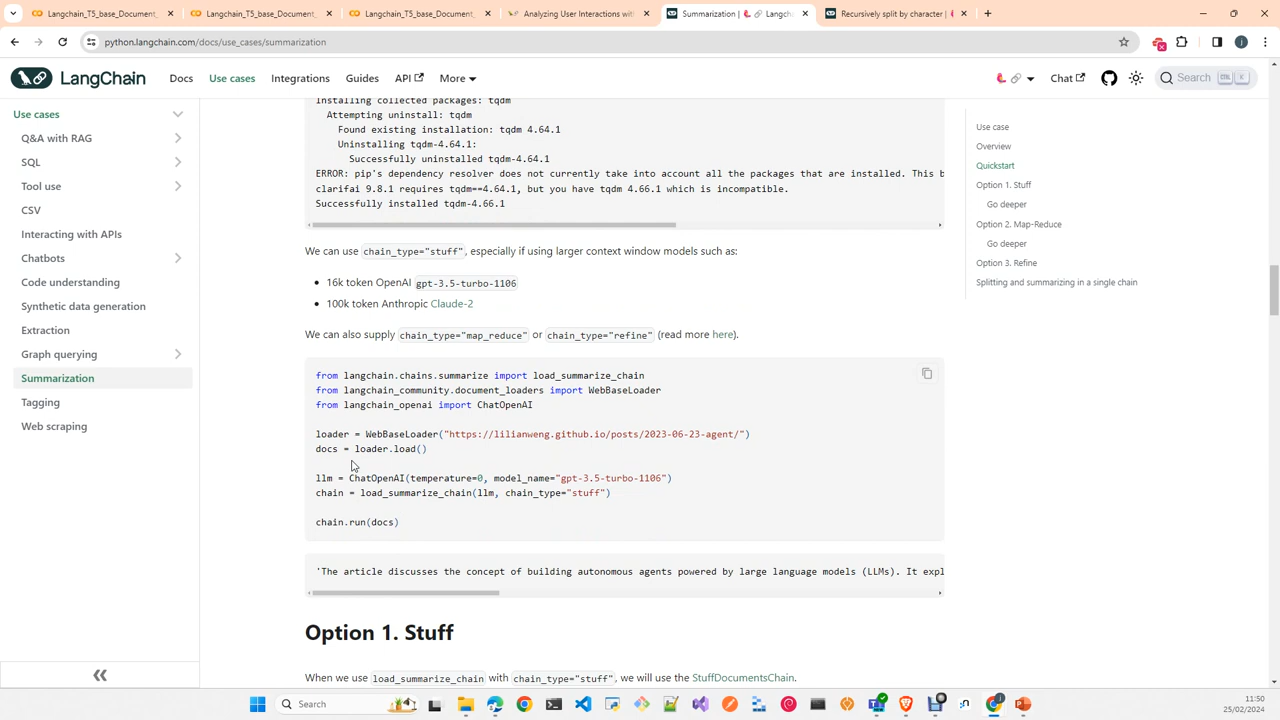 Langchain_T5_base_Document_
Langchain_T5_base_Document_
Langchain_T5_base_Document_
Analyzing User Interactions with
Summarization | 🦜️🔗 Langcha
Recursively split by character |
python.langchain.com/docs/use_cases/summarization
LangChain
Docs
Use cases
Integrations
Guides
API
More
Chat
Search
Use cases
Q&A with RAG
SQL
Tool use
CSV
Interacting with APIs
Chatbots
Code understanding
Synthetic data generation
Extraction
Graph querying
Summarization
Tagging
Web scraping
Installing collected packages: tqdm
Attempting uninstall: tqdm
Found existing installation: tqdm 4.64.1
Uninstalling tqdm-4.64.1:
Successfully uninstalled tqdm-4.64.1
ERROR: pip's dependency resolver does not currently take into account all the packages that are installed. This b
clarifai 9.8.1 requires tqdm==4.64.1, but you have tqdm 4.66.1 which is incompatible.
Successfully installed tqdm-4.66.1
We can use chain_type="stuff", especially if using larger context window models such as:
• 16k token OpenAI gpt-3.5-turbo-1106
• 100k token Anthropic Claude-2
We can also supply chain_type="map_reduce" or chain_type="refine" (read more here).
from langchain.chains.summarize import load_summarize_chain
from langchain_community.document_loaders import WebBaseLoader
from langchain_openai import ChatOpenAI
loader = WebBaseLoader("https://lilianweng.github.io/posts/2023-06-23-agent/")
docs = loader.load()
llm = ChatOpenAI(temperature=0, model_name="gpt-3.5-turbo-1106")
chain = load_summarize_chain(llm, chain_type="stuff")
chain.run(docs)
'The article discusses the concept of building autonomous agents powered by large language models (LLMs). It expl
Option 1. Stuff
When we use load_summarize_chain with chain_type="stuff", we will use the StuffDocumentsChain.
Use case
Overview
Quickstart
Option 1. Stuff
Go deeper
Option 2. Map-Reduce
Go deeper
Option 3. Refine
Splitting and summarizing in a single chain
Search
11:50
25/02/2024